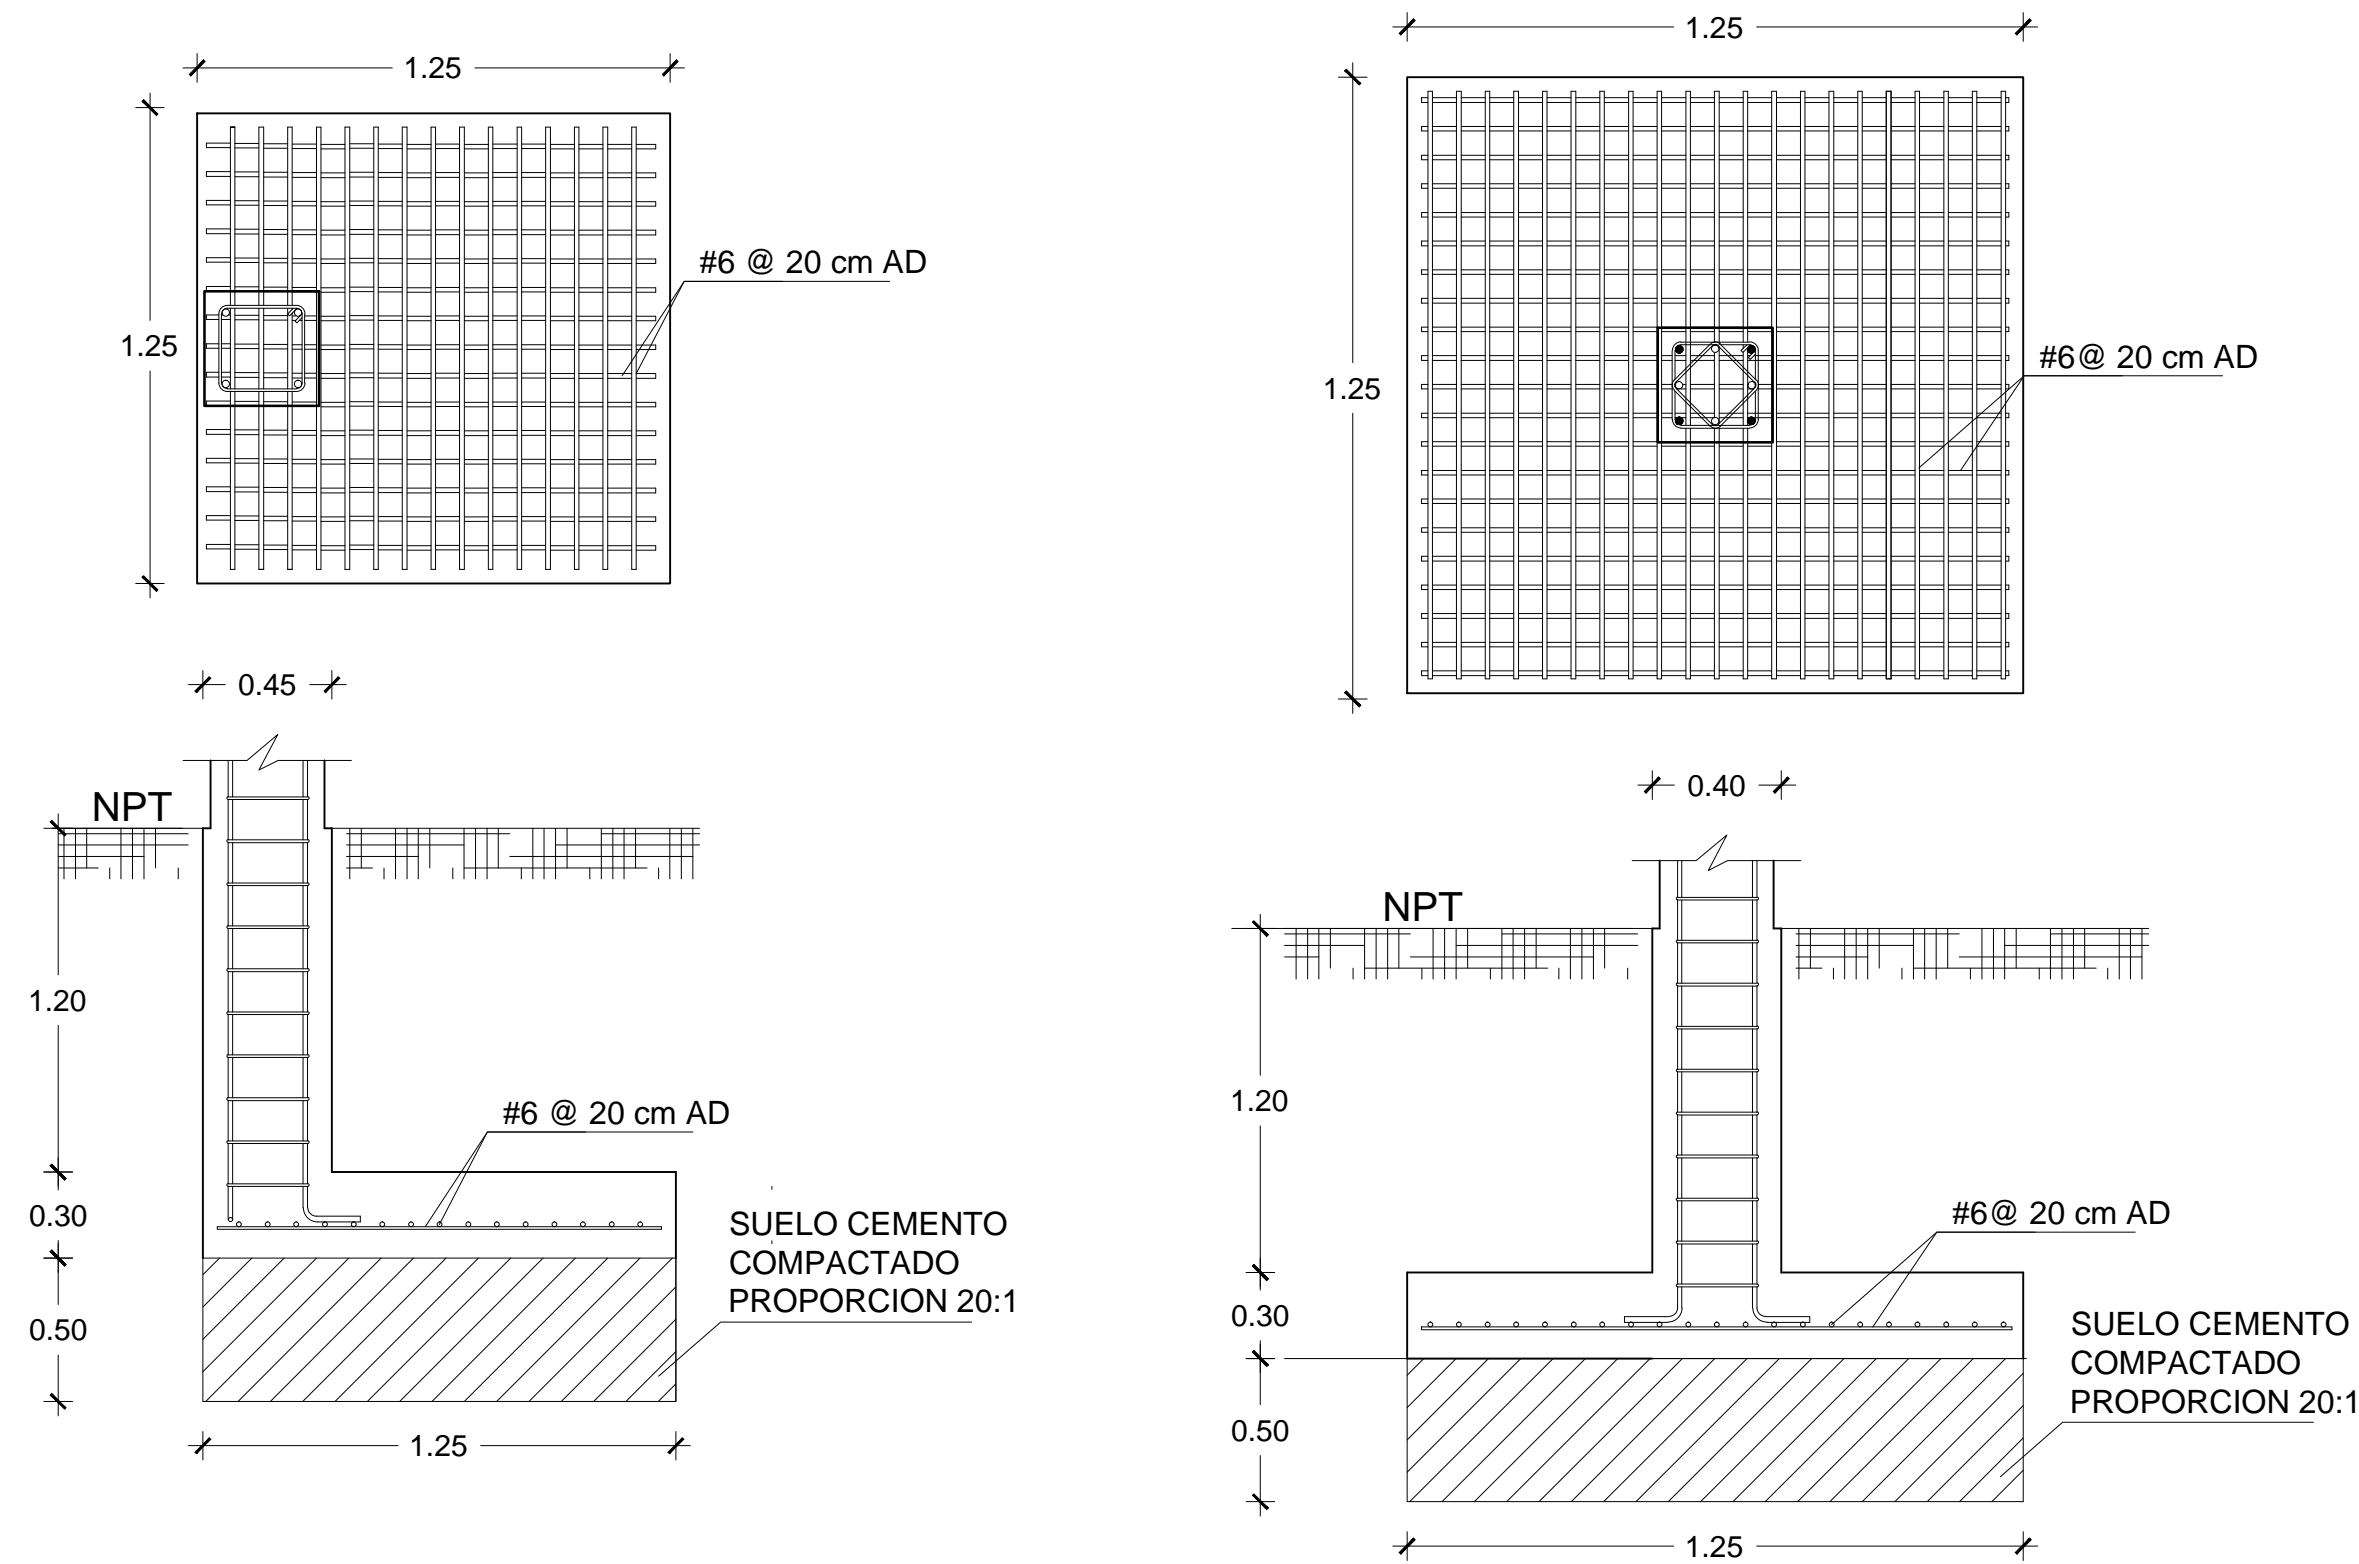 1.25
1.25
#6 @ 20 cm AD
0.45
NPT
1.20
#6 @ 20 cm AD
0.30
SUELO CEMENTO
COMPACTADO
PROPORCION 20:1
0.50
1.25
1.25
1.25
#6@ 20 cm AD
0.40
NPT
1.20
#6@ 20 cm AD
0.30
SUELO CEMENTO
COMPACTADO
PROPORCION 20:1
0.50
1.25